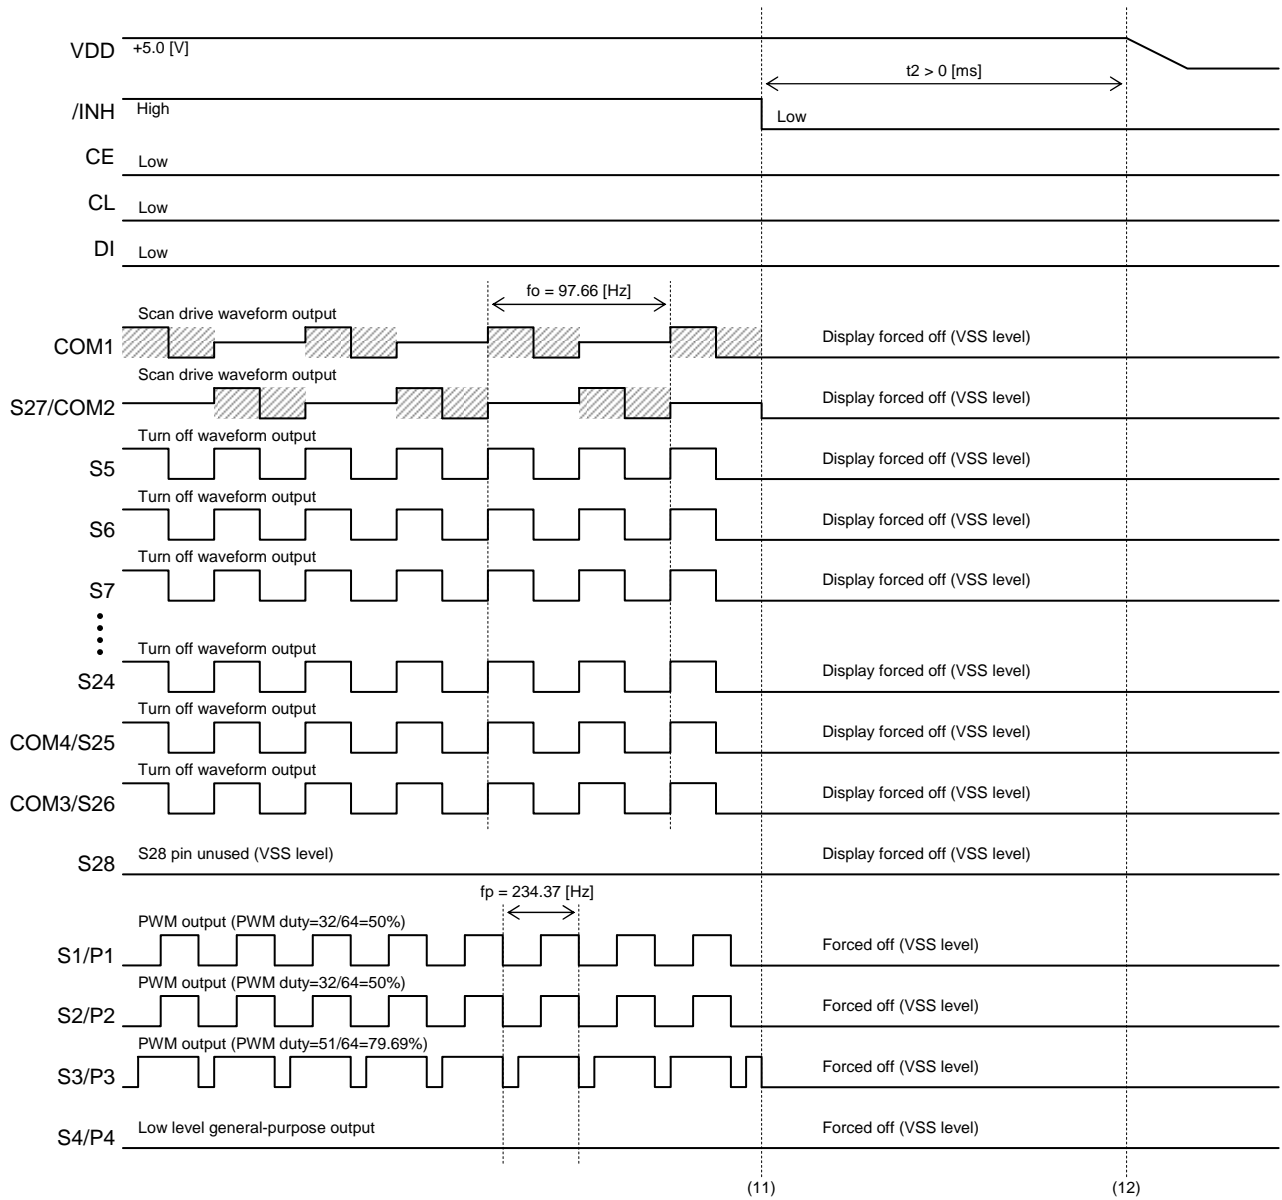 VDD
+5.0 [V]
t2 > 0 [ms]
/INH
High
Low
CE
Low
CL
Low
DI
Low
fo = 97.66 [Hz]
Scan drive waveform output
COM1
Display forced off (VSS level)
Scan drive waveform output
S27/COM2
Display forced off (VSS level)
Turn off waveform output
S5
Display forced off (VSS level)
Turn off waveform output
S6
Display forced off (VSS level)
Turn off waveform output
S7
Display forced off (VSS level)
Turn off waveform output
S24
Display forced off (VSS level)
Turn off waveform output
COM4/S25
Display forced off (VSS level)
Turn off waveform output
COM3/S26
Display forced off (VSS level)
S28
S28 pin unused (VSS level)
Display forced off (VSS level)
fp = 234.37 [Hz]
PWM output (PWM duty=32/64=50%)
S1/P1
Forced off (VSS level)
PWM output (PWM duty=32/64=50%)
S2/P2
Forced off (VSS level)
PWM output (PWM duty=51/64=79.69%)
S3/P3
Forced off (VSS level)
S4/P4
Low level general-purpose output
Forced off (VSS level)
(11)
(12)